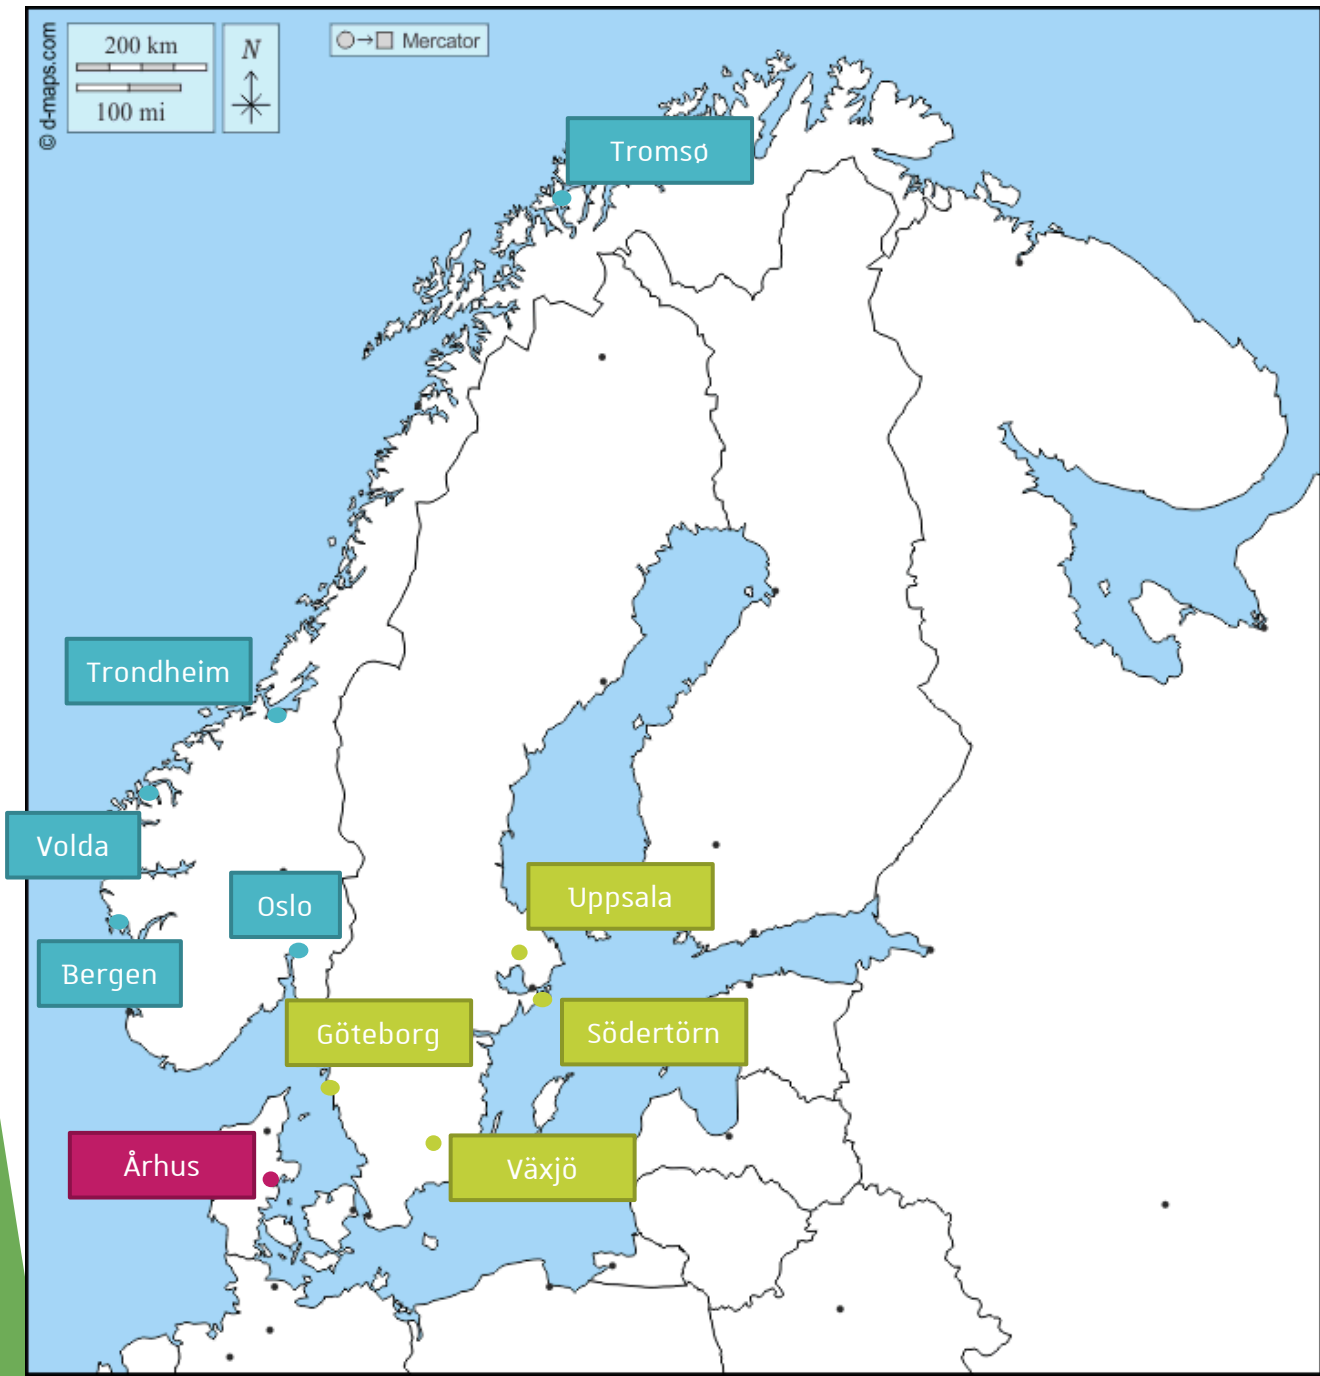 © d-maps.com
200 km
100 mi
N
Mercator
Tromsø
Trondheim
Volda
Oslo
Uppsala
Bergen
Göteborg
Södertörn
Århus
Växjö